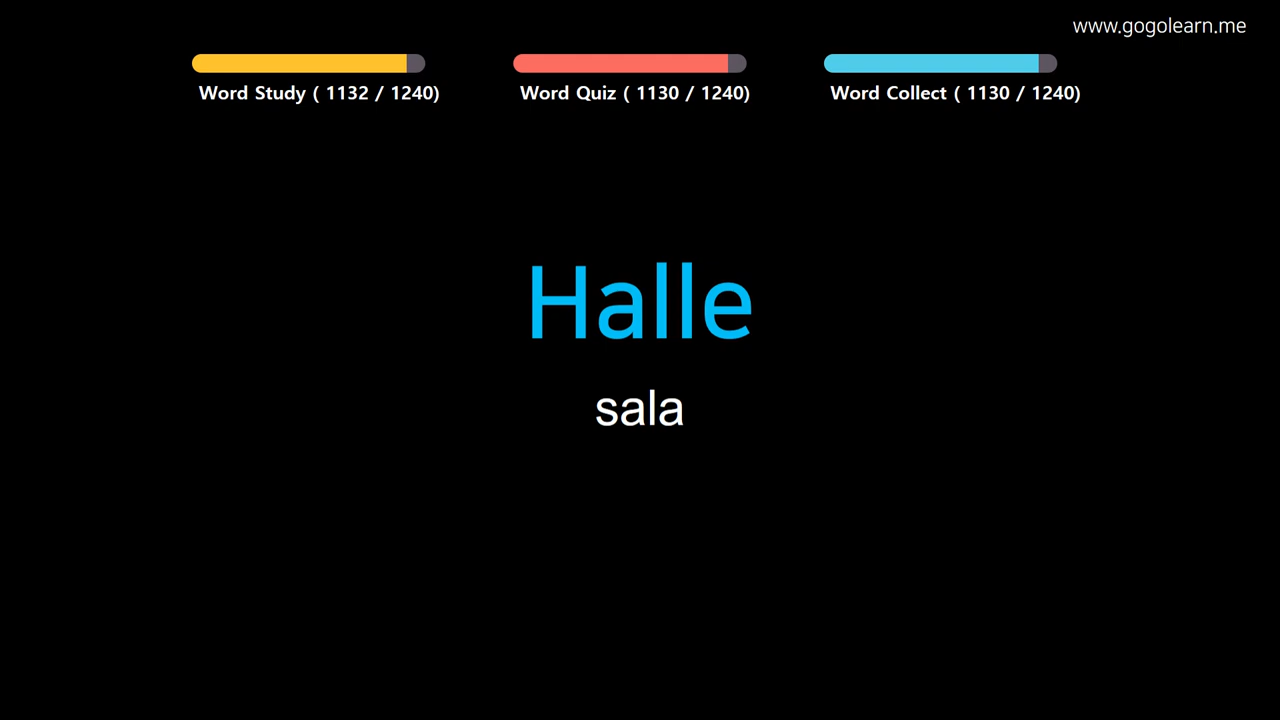 www.gogolearn.me
Word Study ( 1132 / 1240)
Word Quiz ( 1130 / 1240)
Word Collect ( 1130 / 1240)
Halle
sala